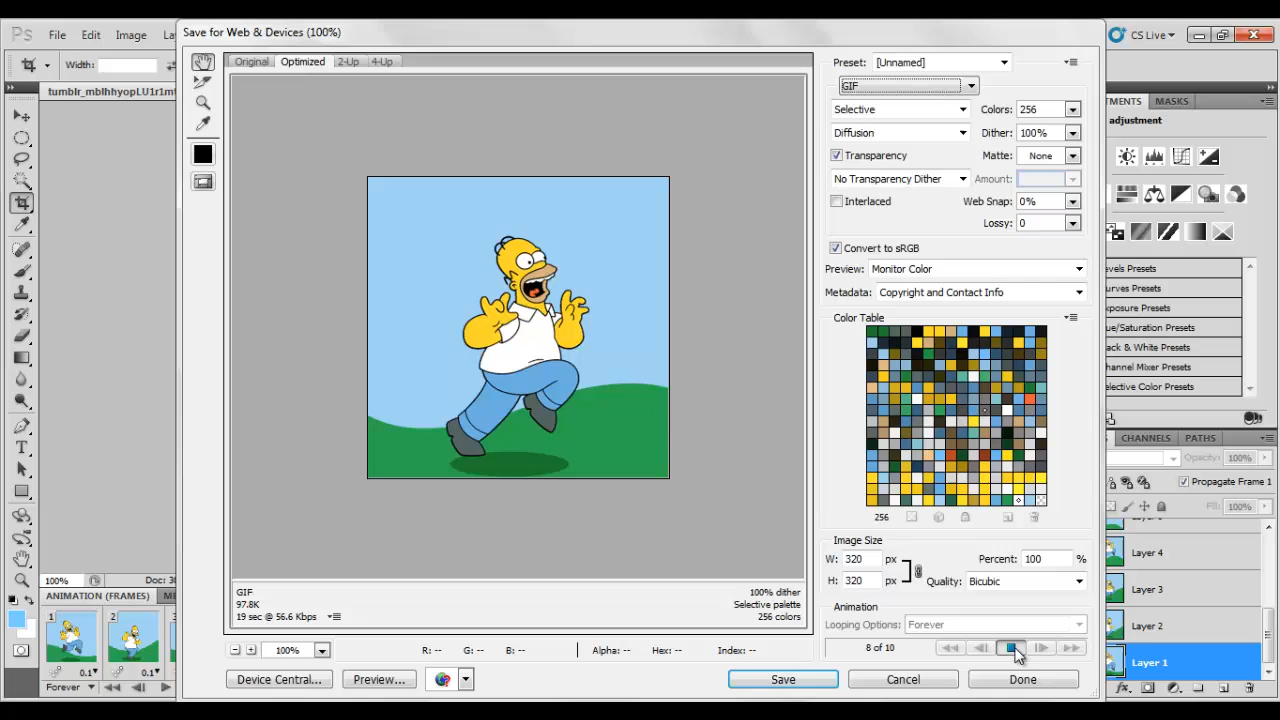 Save for Web & Devices (100%)
Ps File Edit Image
CS Live
Width:
tumblr_mblhhyopLU1r1mt
Original Optimized 2-Up 4-Up
Preset: [Unnamed]
GIF
Selective Colors: 256
Diffusion Dither: 100%
Transparency Matte: None
No Transparency Dither Amount:
Interlaced Web Snap: 0%
Lossy: 0
Convert to sRGB
Preview: Monitor Color
Metadata: Copyright and Contact Info
Color Table
256
Image Size
W: 320 px Percent: 100 %
H: 320 px Quality: Bicubic
Animation
Looping Options: Forever
8 of 10
GIF
97.8K
19 sec @ 56.6 Kbps
100% dither
Selective palette
256 colors
100% R: -- G: -- B: -- Alpha: -- Hex: -- Index: --
Device Central... Preview... Save Cancel Done
100% Doc: 30
ANIMATION (FRAMES) ME
1 2 3
0.1 0.1
Forever
TMENTS MASKS
adjustment
evels Presets
urves Presets
xposure Presets
ue/Saturation Presets
ack & White Presets
hannel Mixer Presets
elective Color Presets
CHANNELS PATHS
Opacity: 100%
Propagate Frame 1
Fill: 100%
Layer 4
Layer 3
Layer 2
Layer 1